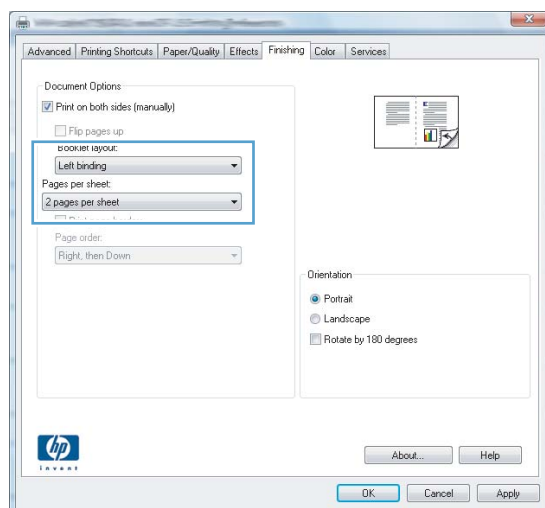 Advanced Printing Shortcuts Paper/Quality Effects Finishing Color Services
Document Options
Print on both sides (manually)
Flip pages up
Booklet layout:
Left binding
Pages per sheet:
2 pages per sheet
Page order:
Right, then Down
Orientation
Portrait
Landscape
Rotate by 180 degrees
hp
invent
About... Help
OK Cancel Apply